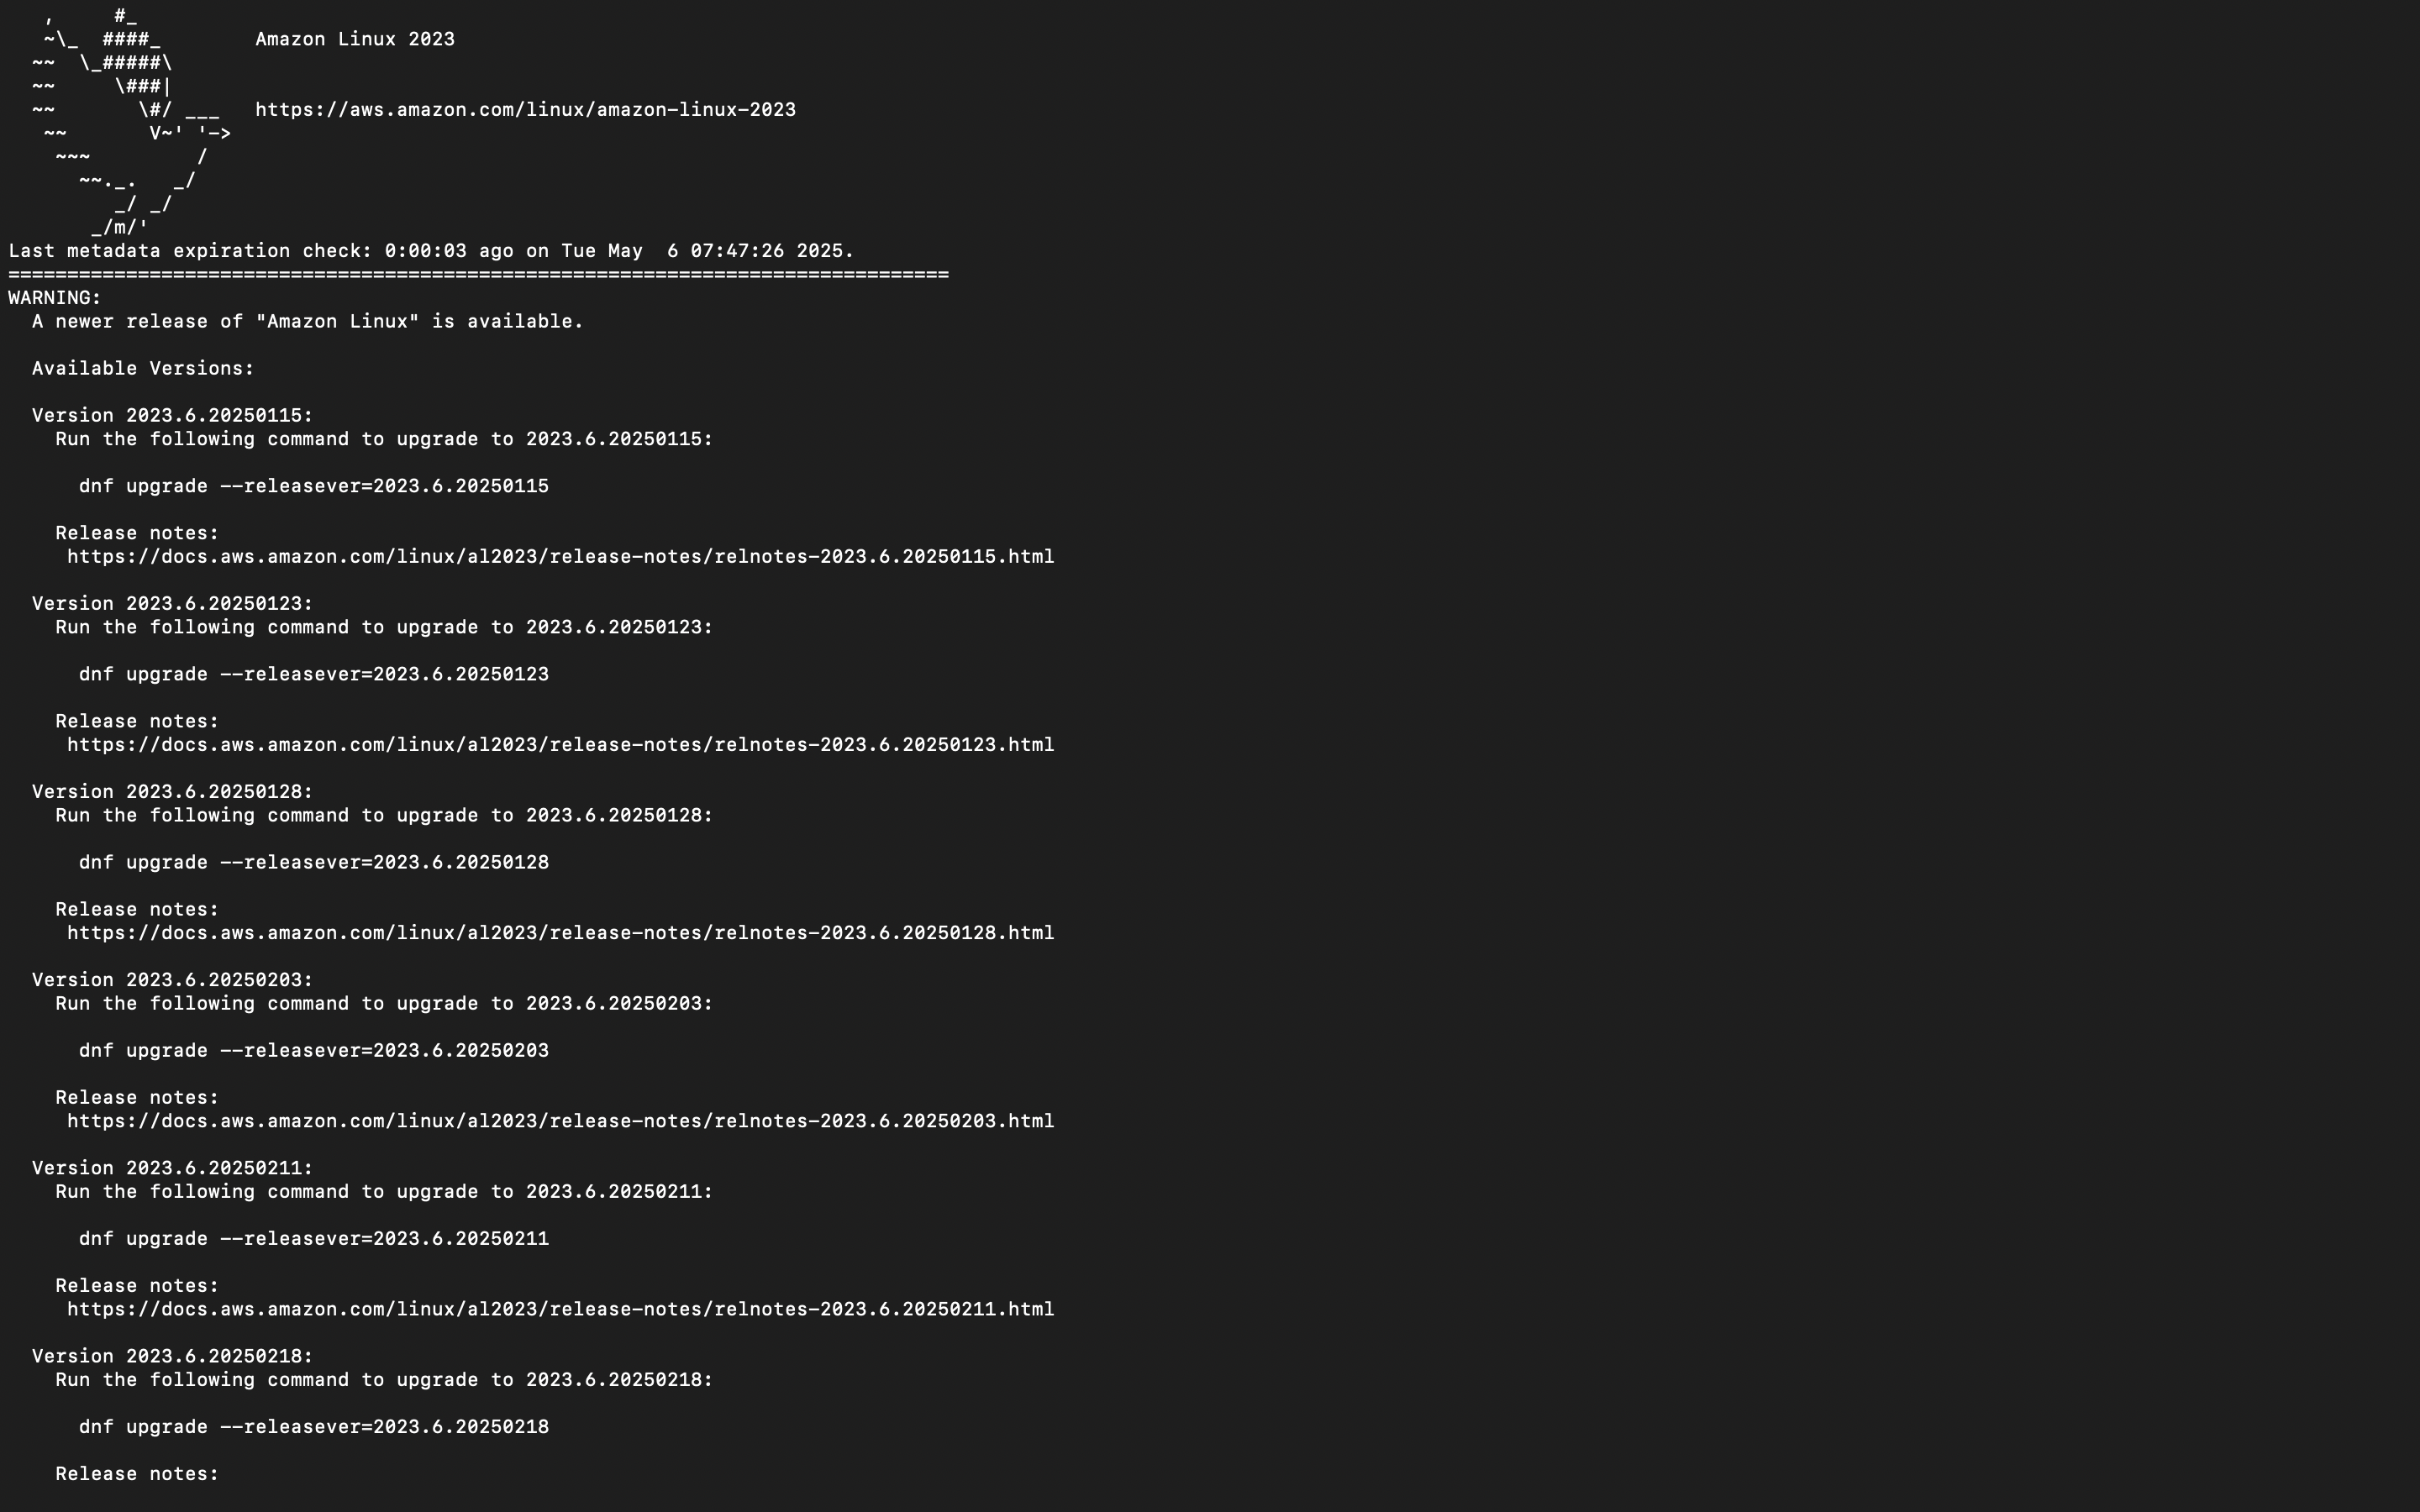 ,     #_
   ~\_  ####_        Amazon Linux 2023
  ~~  \_#####\
  ~~     \###|
  ~~       \#/ ___   https://aws.amazon.com/linux/amazon-linux-2023
   ~~       V~' '->
    ~~~         /
      ~~._.   _/
         _/ _/
       _/m/'
Last metadata expiration check: 0:00:03 ago on Tue May  6 07:47:26 2025.
================================================================================
WARNING:
  A newer release of "Amazon Linux" is available.

  Available Versions:

  Version 2023.6.20250115:
    Run the following command to upgrade to 2023.6.20250115:

      dnf upgrade --releasever=2023.6.20250115

    Release notes:
     https://docs.aws.amazon.com/linux/al2023/release-notes/relnotes-2023.6.20250115.html

  Version 2023.6.20250123:
    Run the following command to upgrade to 2023.6.20250123:

      dnf upgrade --releasever=2023.6.20250123

    Release notes:
     https://docs.aws.amazon.com/linux/al2023/release-notes/relnotes-2023.6.20250123.html

  Version 2023.6.20250128:
    Run the following command to upgrade to 2023.6.20250128:

      dnf upgrade --releasever=2023.6.20250128

    Release notes:
     https://docs.aws.amazon.com/linux/al2023/release-notes/relnotes-2023.6.20250128.html

  Version 2023.6.20250203:
    Run the following command to upgrade to 2023.6.20250203:

      dnf upgrade --releasever=2023.6.20250203

    Release notes:
     https://docs.aws.amazon.com/linux/al2023/release-notes/relnotes-2023.6.20250203.html

  Version 2023.6.20250211:
    Run the following command to upgrade to 2023.6.20250211:

      dnf upgrade --releasever=2023.6.20250211

    Release notes:
     https://docs.aws.amazon.com/linux/al2023/release-notes/relnotes-2023.6.20250211.html

  Version 2023.6.20250218:
    Run the following command to upgrade to 2023.6.20250218:

      dnf upgrade --releasever=2023.6.20250218

    Release notes: